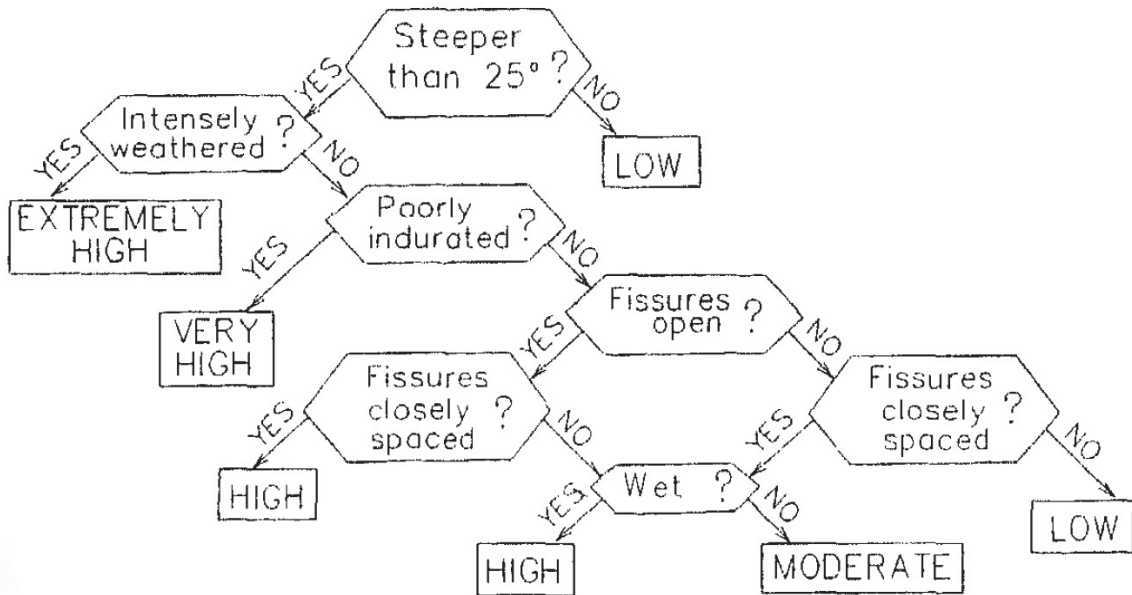 Steeper
than 25° ?
YES
NO
Intensely
weathered ?
LOW
YES
NO
EXTREMELY
HIGH
Poorly
indurated ?
YES
NO
VERY
HIGH
Fissures
open ?
YES
NO
Fissures
closely
spaced ?
Fissures
closely
spaced ?
YES
NO
YES
NO
HIGH
Wet ?
LOW
YES
NO
HIGH
MODERATE